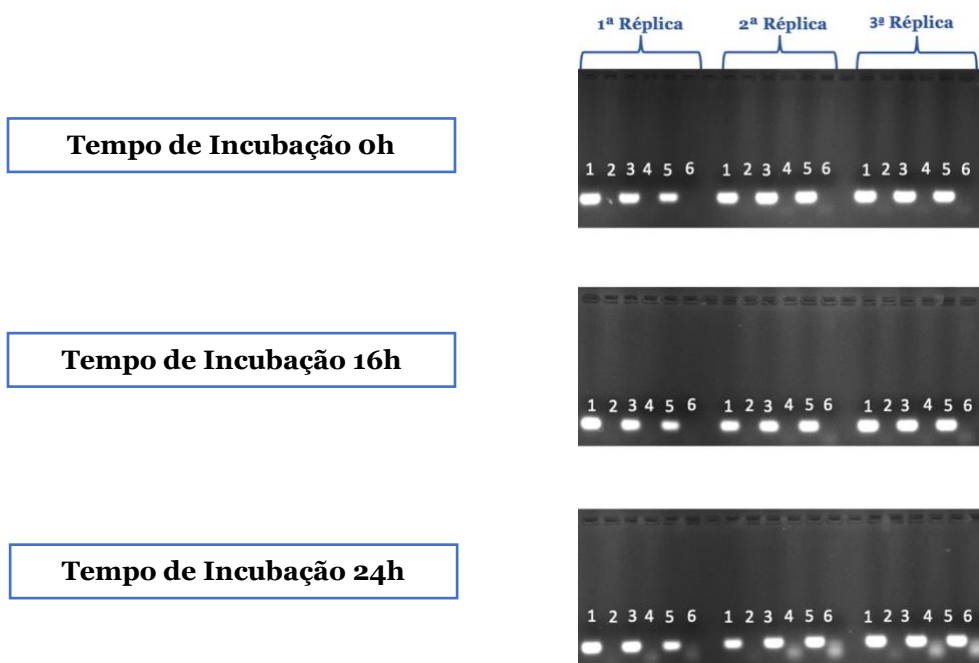 1ª Réplica 2ª Réplica 3ª Réplica
Tempo de Incubação 0h
1 2 3 4 5 6 1 2 3 4 5 6 1 2 3 4 5 6
Tempo de Incubação 16h
1 2 3 4 5 6 1 2 3 4 5 6 1 2 3 4 5 6
Tempo de Incubação 24h
1 2 3 4 5 6 1 2 3 4 5 6 1 2 3 4 5 6